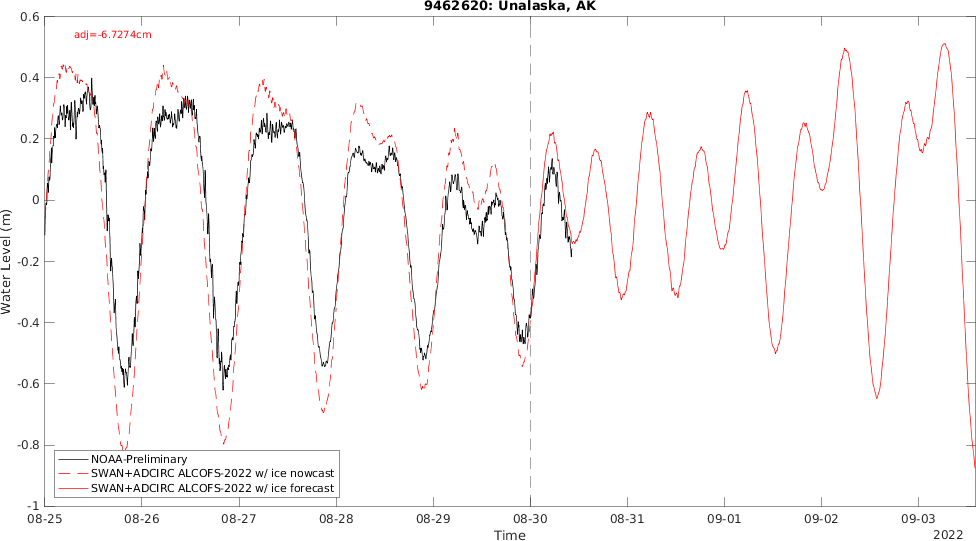 9462620: Unalaska, AK
adj=-6.7274cm
0.6
0.4
0.2
0
-0.2
-0.4
-0.6
-0.8
-1
Water Level (m)
NOAA-Preliminary
SWAN+ADCIRC ALCOFS-2022 w/ ice nowcast
SWAN+ADCIRC ALCOFS-2022 w/ ice forecast
08-25 08-26 08-27 08-28 08-29 08-30 08-31 09-01 09-02 09-03
Time
2022